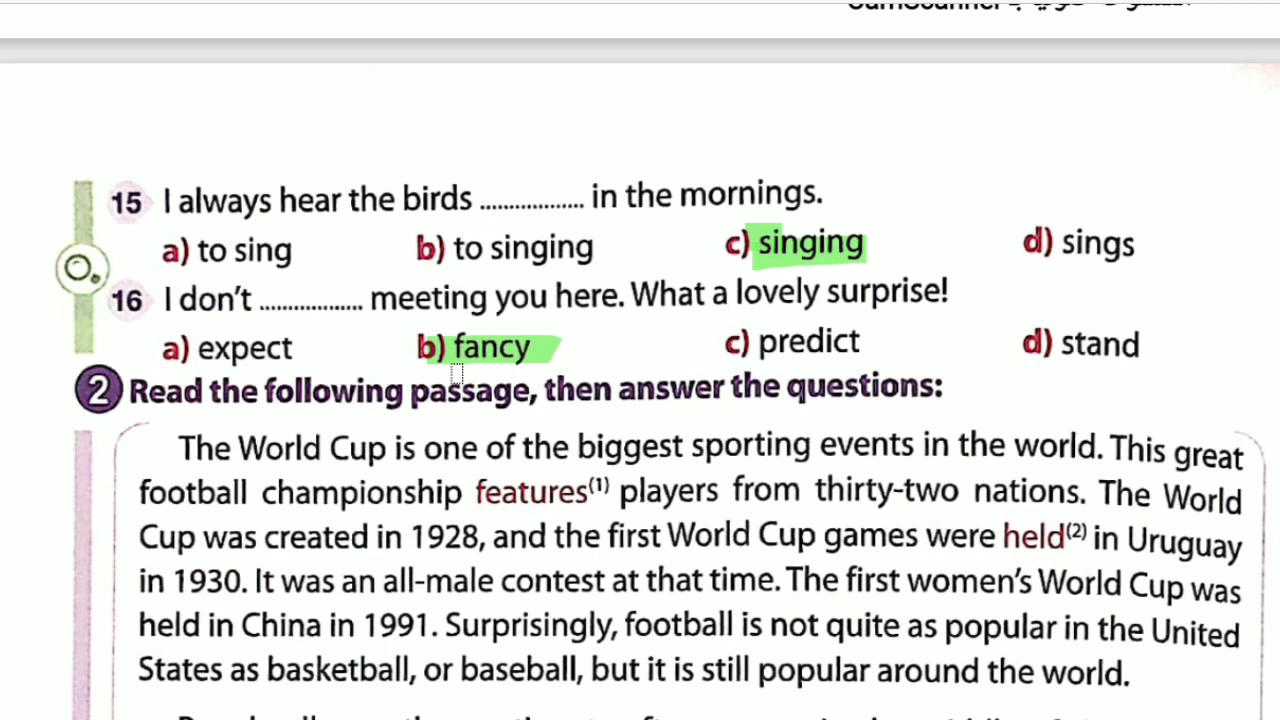 15 I always hear the birds .................. in the mornings.
a) to sing b) to singing c) singing d) sings
16 I don't .................. meeting you here. What a lovely surprise!
a) expect b) fancy c) predict d) stand
2 Read the following passage, then answer the questions:
The World Cup is one of the biggest sporting events in the world. This great
football championship features(1) players from thirty-two nations. The World
Cup was created in 1928, and the first World Cup games were held(2) in Uruguay
in 1930. It was an all-male contest at that time. The first women's World Cup was
held in China in 1991. Surprisingly, football is not quite as popular in the United
States as basketball, or baseball, but it is still popular around the world.